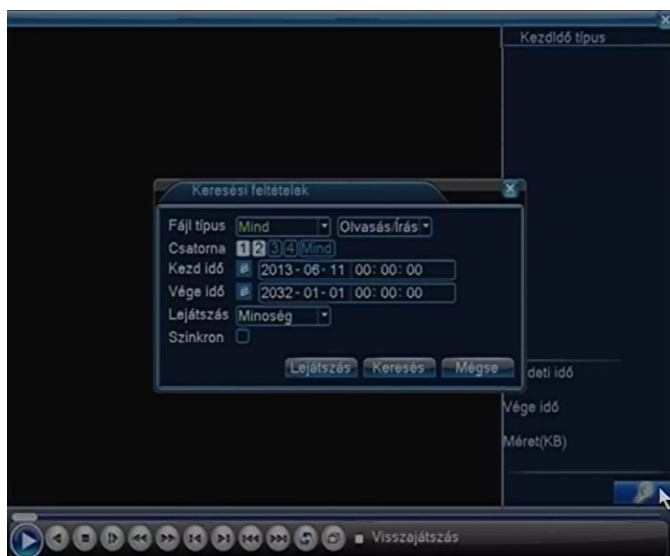 KezdIdő típus
Keresési feltételek
Fájl típus Mind Olvasás/Írás
Csatorna 1 2 3 4 Mind
Kezd idő 2013-06-11 00:00:00
Vége idő 2032-01-01 00:00:00
Lejátszás Minoség
Szinkron
Lejátszás Keresés Mégse
deti idő
Vége idő
Méret(KB)
Visszajátszás